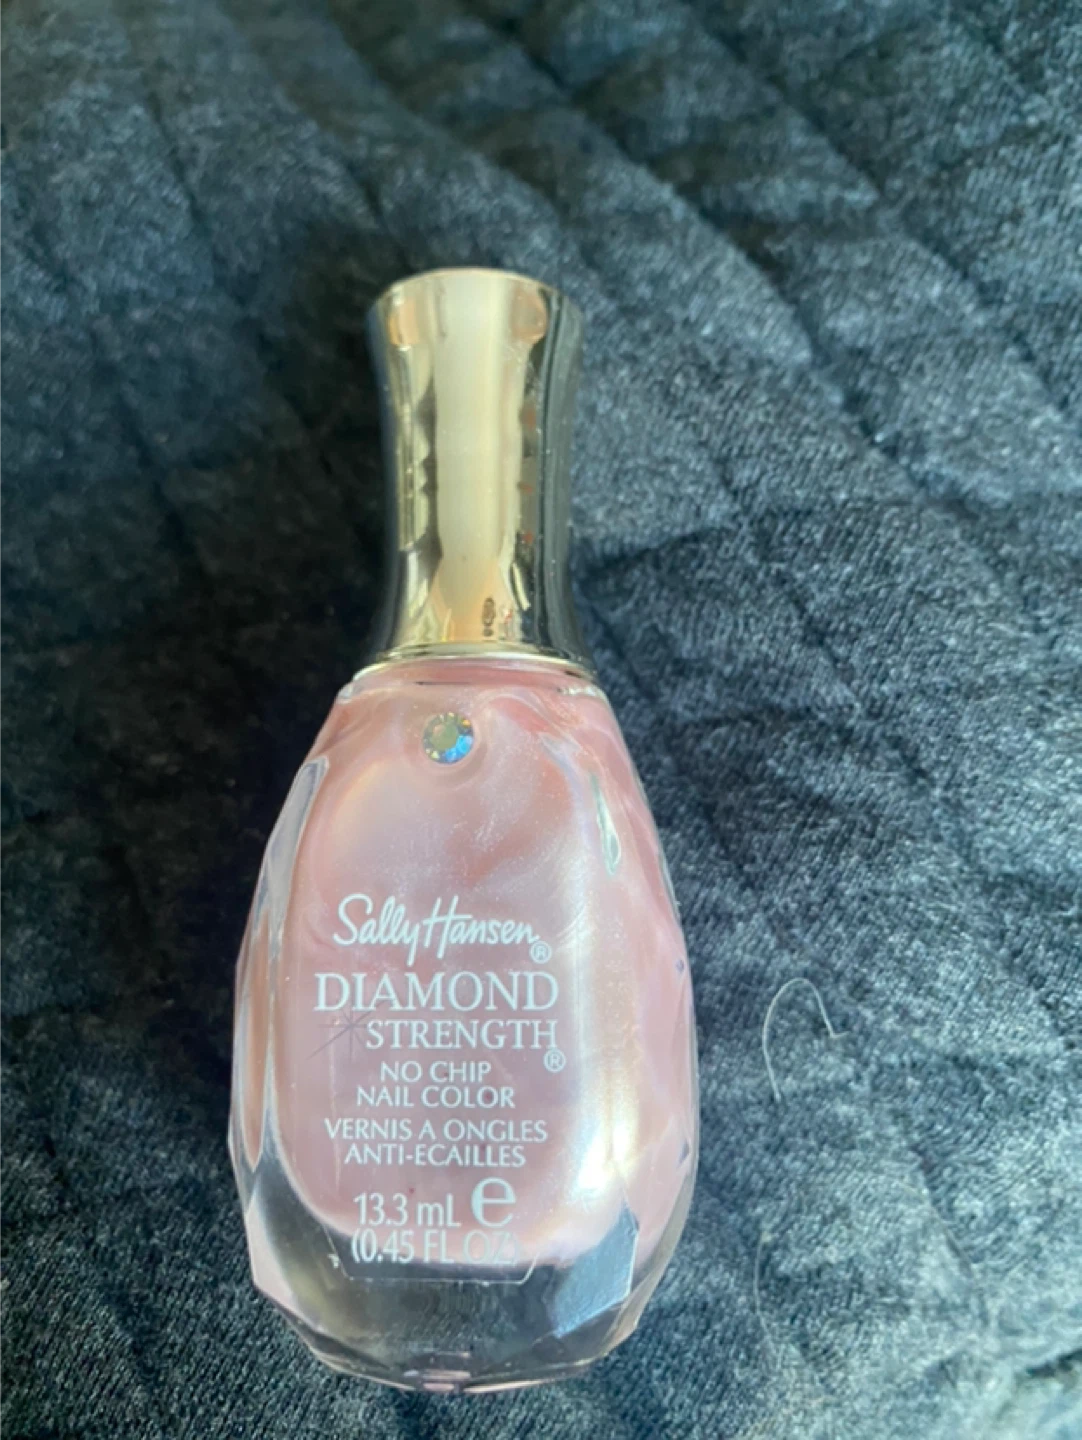 Sally Hansen®
DIAMOND
STRENGTH®
NO CHIP
NAIL COLOR
VERNIS A ONGLES
ANTI-ECAILLES
13.3 mL e
(0.45 FL.OZ)